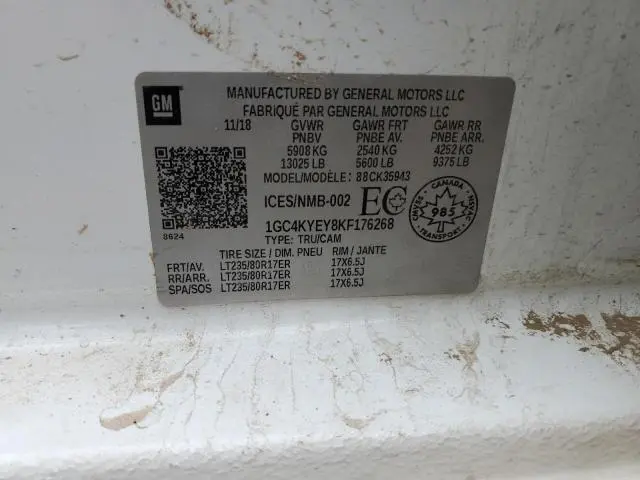 GM
MANUFACTURED BY GENERAL MOTORS LLC
FABRIQUÉ PAR GENERAL MOTORS LLC
11/18 GVWR GAWR FRT GAWR RR
PNBV PNBE AV. PNBE ARR.
5908 KG 2540 KG 4252 KG
13025 LB 5600 LB 9375 LB
MODEL/MODÈLE: 88CK35943
ICES/NMB-002 EC
CANADA
SVMAC NSVAC
985
TRANSPORT
1GC4KYEY8KF176268
8624
TYPE: TRU/CAM
TIRE SIZE / DIM. PNEU RIM / JANTE
FRT/AV. LT235/80R17ER 17X6.5J
RR/ARR. LT235/80R17ER 17X6.5J
SPA/SOS LT235/80R17ER 17X6.5J